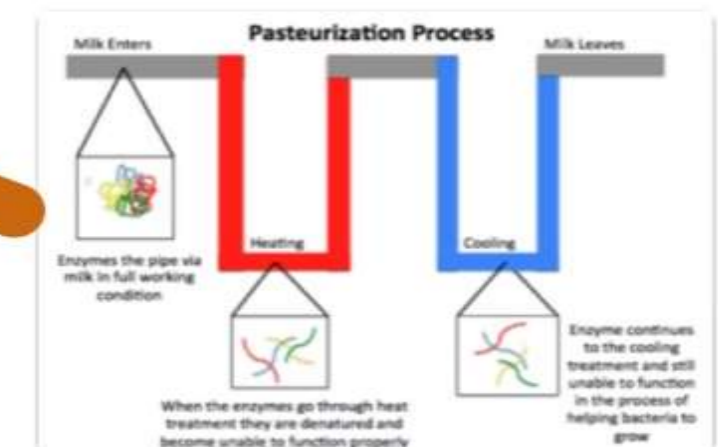 Pasteurization Process
Milk Enters
Milk Leaves
Heating
Cooling
Enzymes the pipe via
milk in full working
condition
When the enzymes go through heat
treatment they are denatured and
become unable to function properly
Enzyme continues
to the cooling
treatment and still
unable to function
in the process of
helping bacteria to
grow